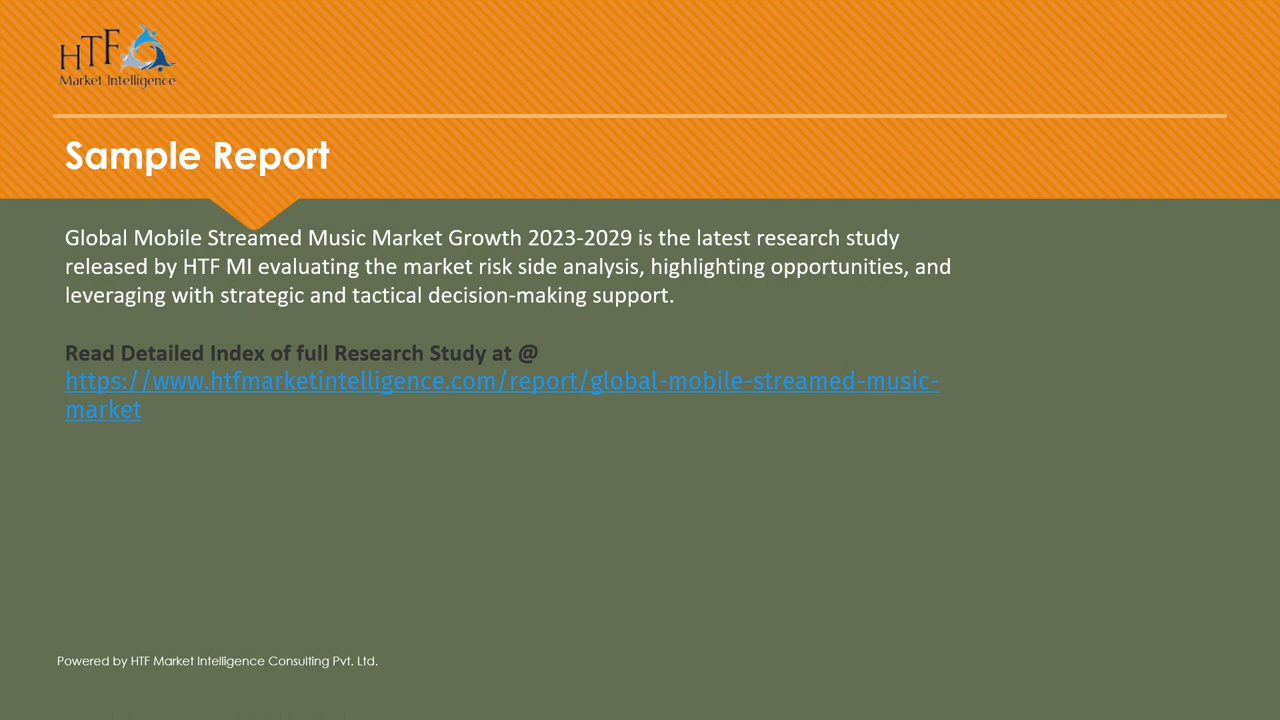 HTF
Market Intelligence
Sample Report
Global Mobile Streamed Music Market Growth 2023-2029 is the latest research study
released by HTF MI evaluating the market risk side analysis, highlighting opportunities, and
leveraging with strategic and tactical decision-making support.
Read Detailed Index of full Research Study at @
https://www.htfmarketintelligence.com/report/global-mobile-streamed-music-
market
Powered by HTF Market Intelligence Consulting Pvt. Ltd.